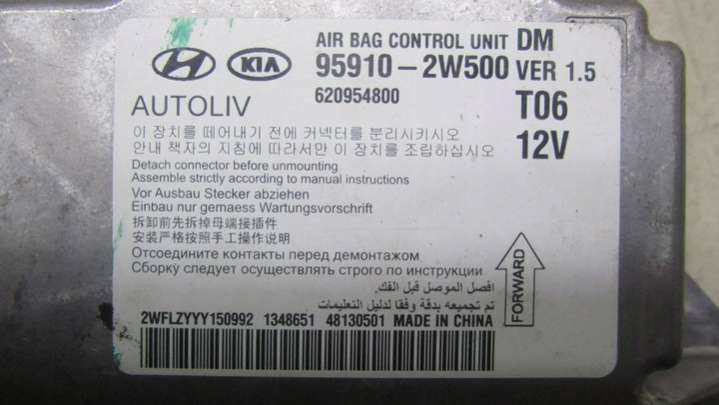 KIA
AIR BAG CONTROL UNIT DM
95910-2W500 VER 1.5
AUTOLIV
620954800
T06
이 장치를 떼어내기 전에 커넥터를 분리시키시오
안내 책자의 지침에 따라서만 이 장치를 조립하십시오
12V
Detach connector before unmounting
Assemble strictly according to manual instructions
Vor Ausbau Stecker abziehen
Einbau nur gemaess Wartungsvorschrift
拆卸前先拆掉母端接插件
安装严格按照手工操作说明
Отсоедините контакты перед демонтажом
Сборку следует осуществлять строго по инструкции
افصل الموصل قبل الفك.
تم تجميعه بدقة وفقا لدليل التعليمات
FORWARD
2WFLZYYY150992 1348651 48130501 MADE IN CHINA